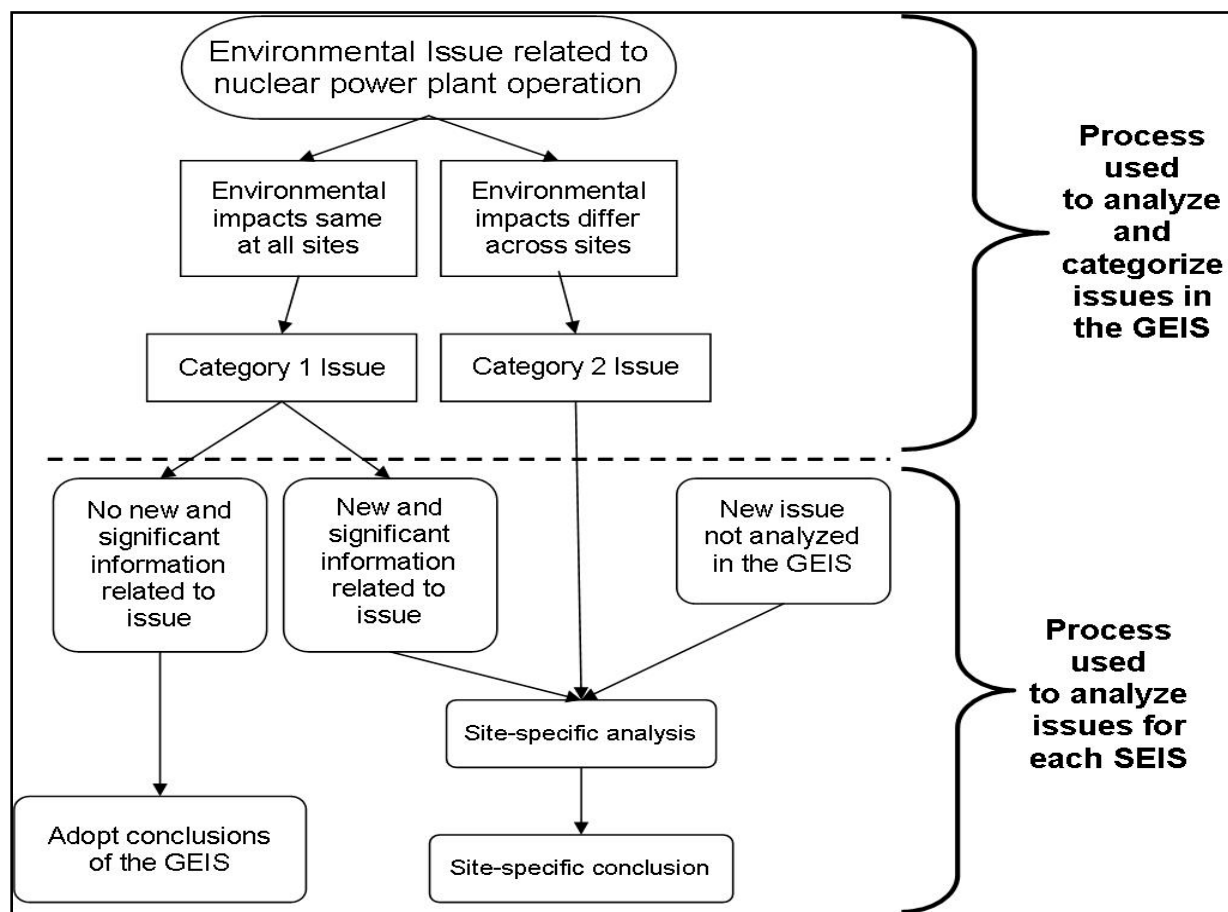 Environmental Issue related to
nuclear power plant operation
Environmental
impacts same
at all sites
Environmental
impacts differ
across sites
Category 1 Issue
Category 2 Issue
Process
used
to analyze
and
categorize
issues in
the GEIS
No new and
significant
information
related to
issue
New and
significant
information
related to
issue
New issue
not analyzed
in the GEIS
Site-specific analysis
Adopt conclusions
of the GEIS
Site-specific conclusion
Process
used
to analyze
issues for
each SEIS